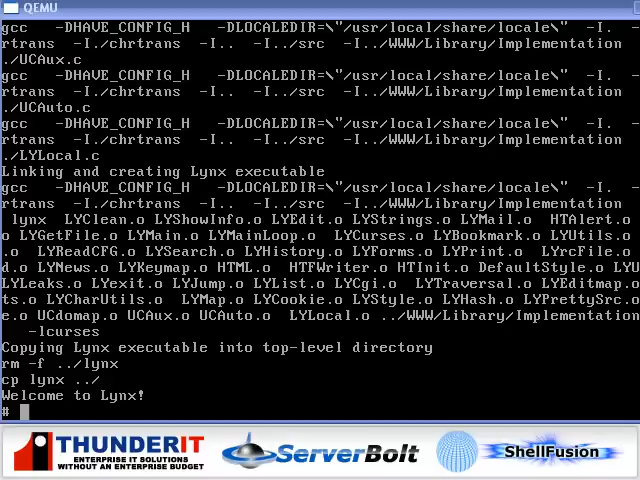 QEMU
gcc -DHAVE_CONFIG_H -DLOCALEDIR=\"/usr/local/share/locale\" -I. -
rtrans -I./chrtrans -I.. -I../src -I../WWW/Library/Implementation
./UCAux.c
gcc -DHAVE_CONFIG_H -DLOCALEDIR=\"/usr/local/share/locale\" -I. -
rtrans -I./chrtrans -I.. -I../src -I../WWW/Library/Implementation
./UCAuto.c
gcc -DHAVE_CONFIG_H -DLOCALEDIR=\"/usr/local/share/locale\" -I. -
rtrans -I./chrtrans -I.. -I../src -I../WWW/Library/Implementation
./LYLocal.c
Linking and creating Lynx executable
gcc -DHAVE_CONFIG_H -DLOCALEDIR=\"/usr/local/share/locale\" -I. -
rtrans -I./chrtrans -I.. -I../src -I../WWW/Library/Implementation
lynx LYClean.o LYShowInfo.o LYEdit.o LYStrings.o LYMail.o HTAlert.o
o LYGetFile.o LYMain.o LYMainLoop.o LYCurses.o LYBookmark.o LYUtils.o
o LYReadCFG.o LYSearch.o LYHistory.o LYForms.o LYPrint.o LYrcFile.o
d.o LYNews.o LYKeymap.o HTML.o HTFWriter.o HTInit.o DefaultStyle.o LYU
LYLeaks.o LYexit.o LYJump.o LYList.o LYCgi.o LYTraversal.o LYEditmap.o
ts.o LYCharUtils.o LYMap.o LYCookie.o LYStyle.o LYHash.o LYPrettySrc.o
e.o UCdomap.o UCAux.o UCAuto.o LYLocal.o ../WWW/Library/Implementation
-lcurses
Copying Lynx executable into top-level directory
rm -f ../lynx
cp lynx ../
Welcome to Lynx!
#
THUNDERIT
ENTERPRISE IT SOLUTIONS
WITHOUT AN ENTERPRISE BUDGET
ServerBolt
ShellFusion